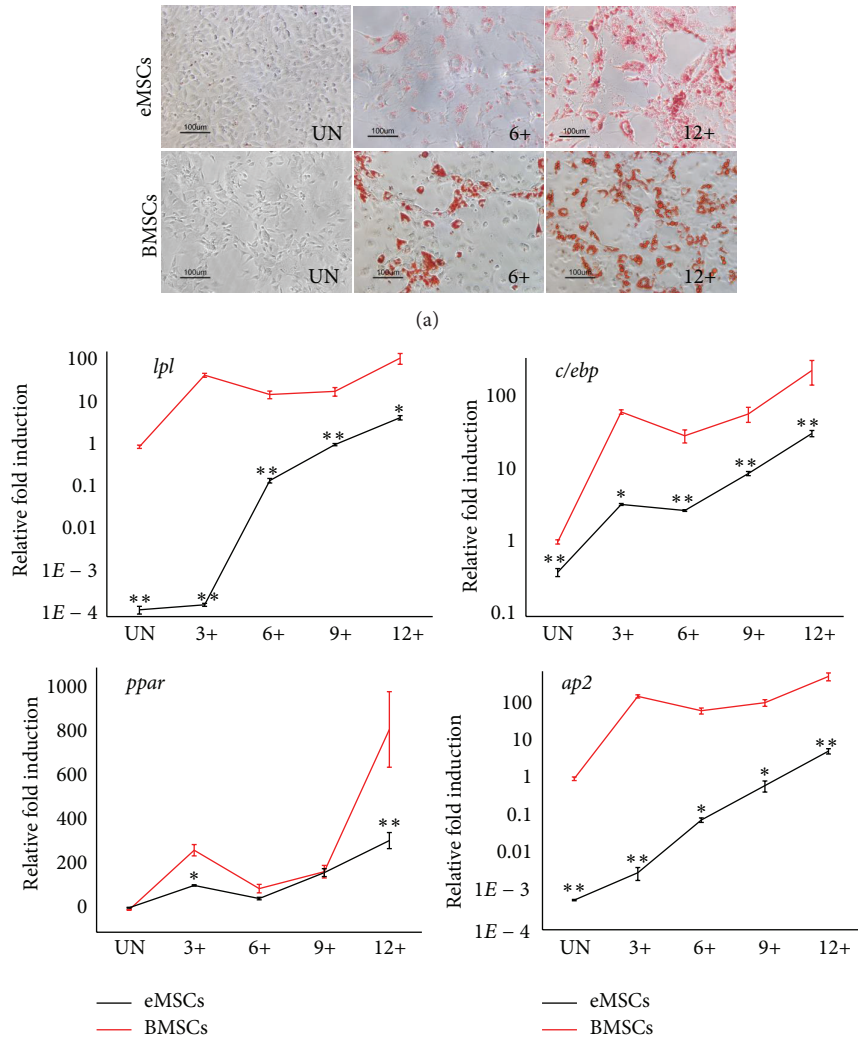 eMSCs
100um
UN
100um
6+
100um
12+
BMSCs
100um
UN
100um
6+
100um
12+
(a)
Relative fold induction
100
10
1
0.1
0.01
1E − 3
1E − 4
lpl
**
**
**
**
*
UN 3+ 6+ 9+ 12+
Relative fold induction
100
10
1
0.1
c/ebp
**
*
**
**
**
UN 3+ 6+ 9+ 12+
Relative fold induction
1000
800
600
400
200
0
ppar
*
**
UN 3+ 6+ 9+ 12+
eMSCs
BMSCs
Relative fold induction
100
10
1
0.1
0.01
1E − 3
1E − 4
ap2
**
**
*
*
**
UN 3+ 6+ 9+ 12+
eMSCs
BMSCs